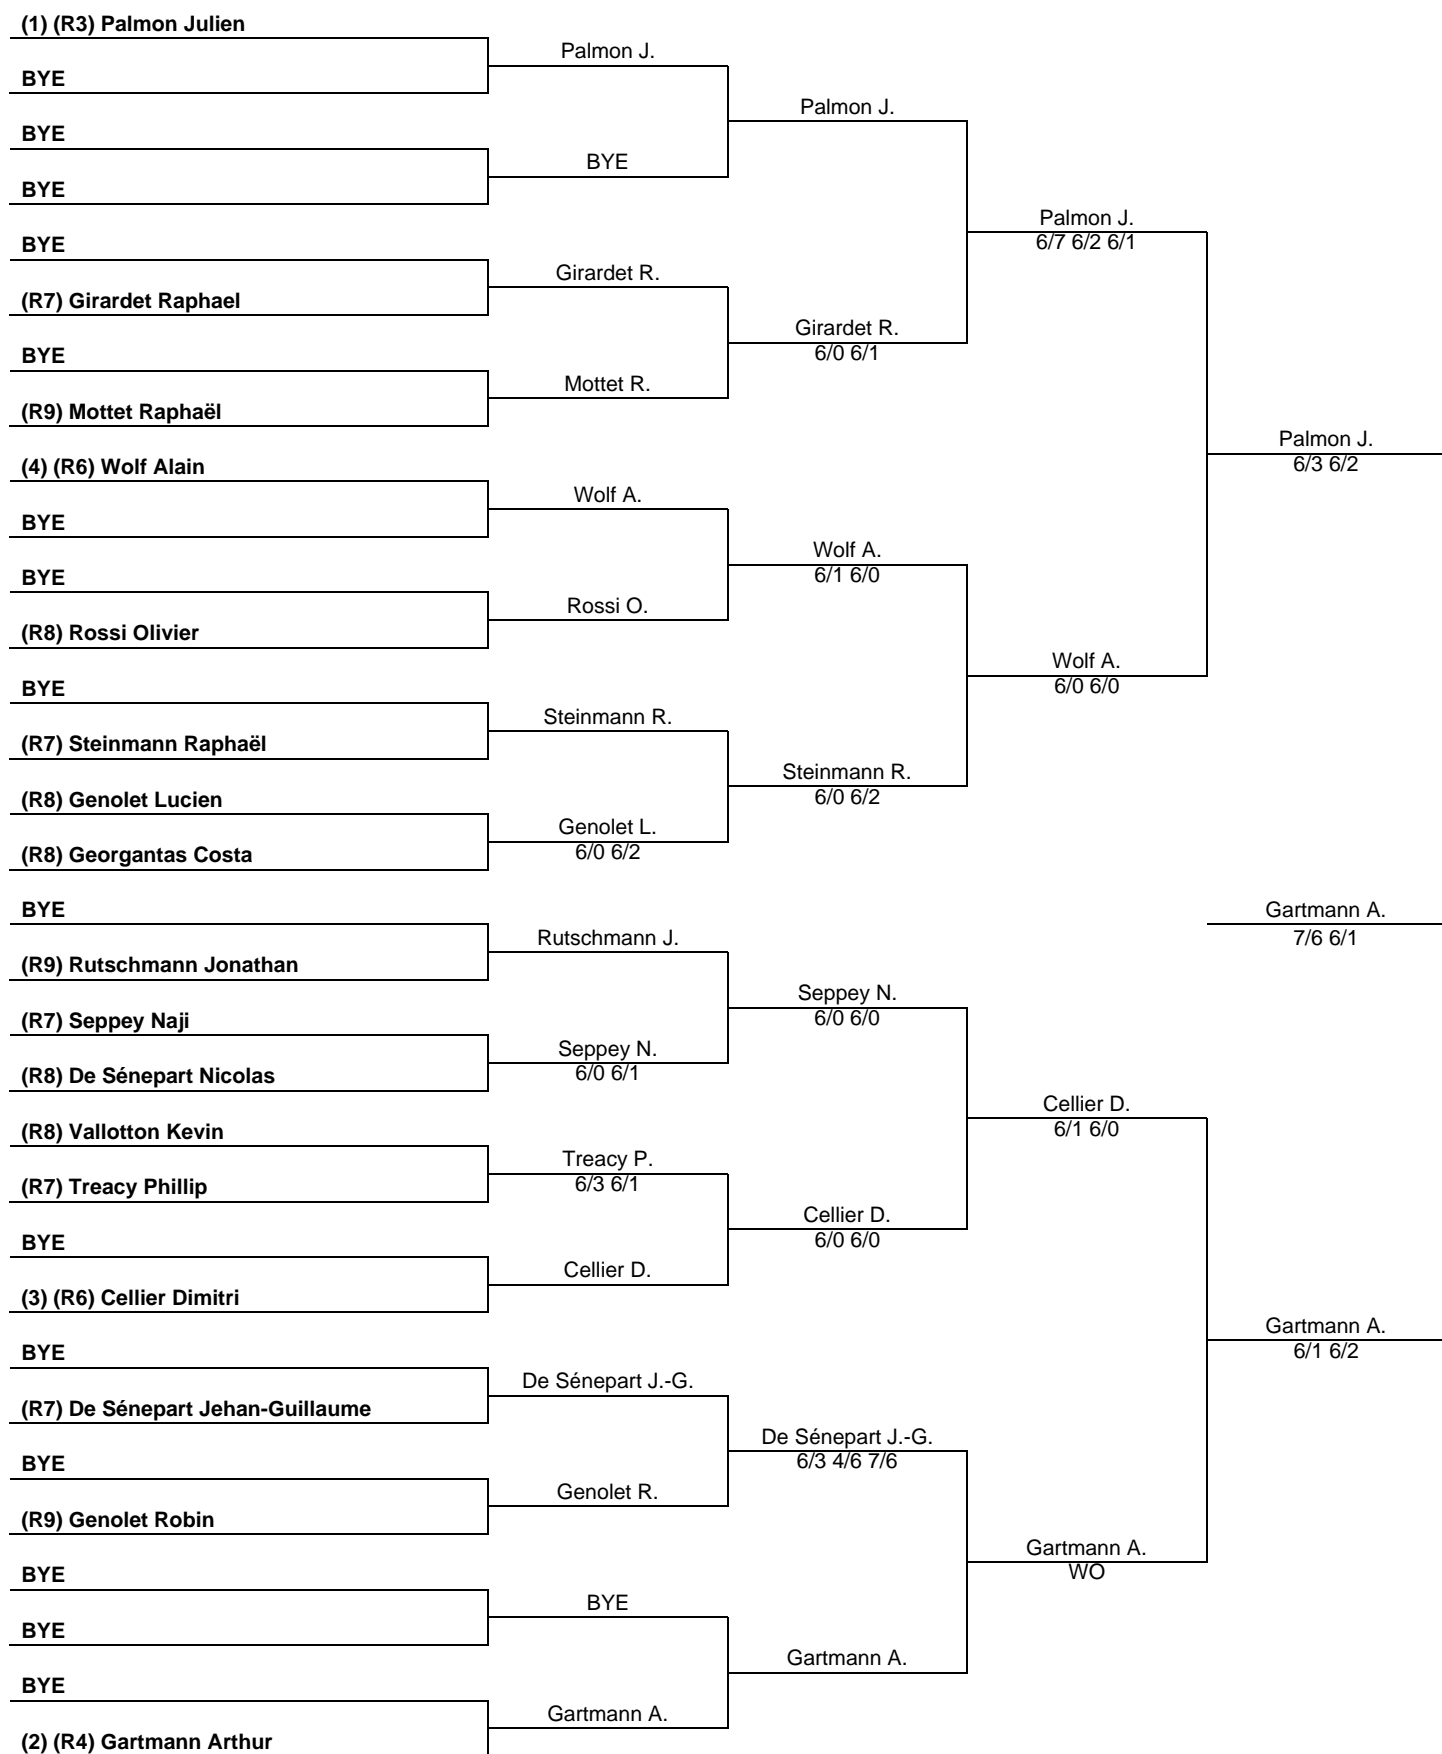 (1) (R3) Palmon Julien
BYE
BYE
BYE
BYE
(R7) Girardet Raphael
BYE
(R9) Mottet Raphaël
(4) (R6) Wolf Alain
BYE
BYE
(R8) Rossi Olivier
BYE
(R7) Steinmann Raphaël
(R8) Genolet Lucien
(R8) Georgantas Costa
BYE
(R9) Rutschmann Jonathan
(R7) Seppey Naji
(R8) De Sénepart Nicolas
(R8) Vallotton Kevin
(R7) Treacy Phillip
BYE
(3) (R6) Cellier Dimitri
BYE
(R7) De Sénepart Jehan-Guillaume
BYE
(R9) Genolet Robin
BYE
BYE
BYE
(2) (R4) Gartmann Arthur
Palmon J.
BYE
Girardet R.
Mottet R.
Wolf A.
Rossi O.
Steinmann R.
Genolet L.
6/0 6/2
Rutschmann J.
Seppey N.
6/0 6/1
Treacy P.
6/3 6/1
Cellier D.
De Sénepart J.-G.
Genolet R.
BYE
Gartmann A.
Palmon J.
Girardet R.
6/0 6/1
Wolf A.
6/1 6/0
Steinmann R.
6/0 6/2
Seppey N.
6/0 6/0
Cellier D.
6/0 6/0
De Sénepart J.-G.
6/3 4/6 7/6
Gartmann A.
Palmon J.
6/7 6/2 6/1
Wolf A.
6/0 6/0
Cellier D.
6/1 6/0
Gartmann A.
WO
Palmon J.
6/3 6/2
Gartmann A.
7/6 6/1
Gartmann A.
6/1 6/2